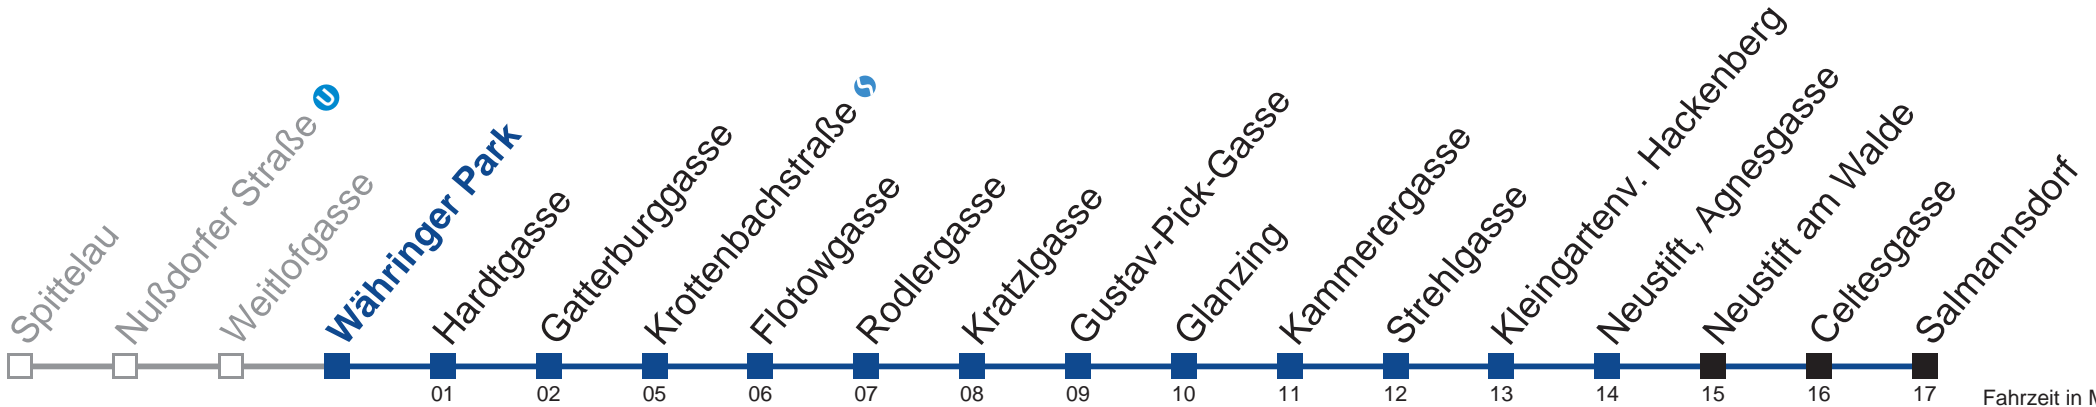 Spittelau
Nußdorfer Straße U
Weitlofgasse
Währinger Park
Hardtgasse
Gatterburggasse
Krottenbachstraße S
Flotowgasse
Rodlergasse
Kratzlgasse
Gustav-Pick-Gasse
Glanzing
Kammerergasse
Strehlgasse
Kleingartenv. Hackenberg
Neustift, Agnesgasse
Neustift am Walde
Celtesgasse
Salmannsdorf
01 02 05 06 07 08 09 10 11 12 13 14 15 16 17 Fahrzeit in M